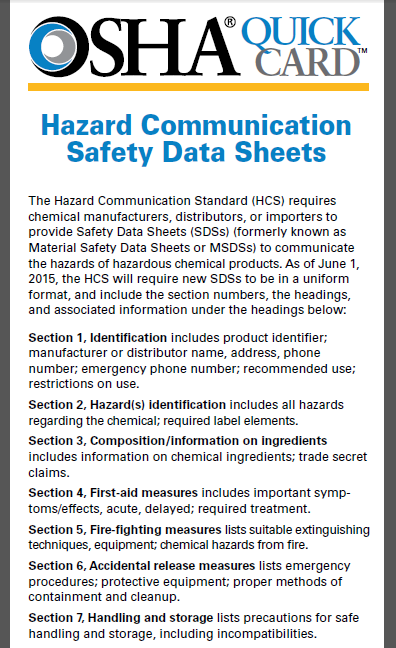 OSHA® QUICK
CARD™
Hazard Communication
Safety Data Sheets
The Hazard Communication Standard (HCS) requires
chemical manufacturers, distributors, or importers to
provide Safety Data Sheets (SDSs) (formerly known as
Material Safety Data Sheets or MSDSs) to communicate
the hazards of hazardous chemical products. As of June 1,
2015, the HCS will require new SDSs to be in a uniform
format, and include the section numbers, the headings,
and associated information under the headings below:
Section 1, Identification includes product identifier;
manufacturer or distributor name, address, phone
number; emergency phone number; recommended use;
restrictions on use.
Section 2, Hazard(s) identification includes all hazards
regarding the chemical; required label elements.
Section 3, Composition/information on ingredients
includes information on chemical ingredients; trade secret
claims.
Section 4, First-aid measures includes important symp-
toms/effects, acute, delayed; required treatment.
Section 5, Fire-fighting measures lists suitable extinguishing
techniques, equipment; chemical hazards from fire.
Section 6, Accidental release measures lists emergency
procedures; protective equipment; proper methods of
containment and cleanup.
Section 7, Handling and storage lists precautions for safe
handling and storage, including incompatibilities.